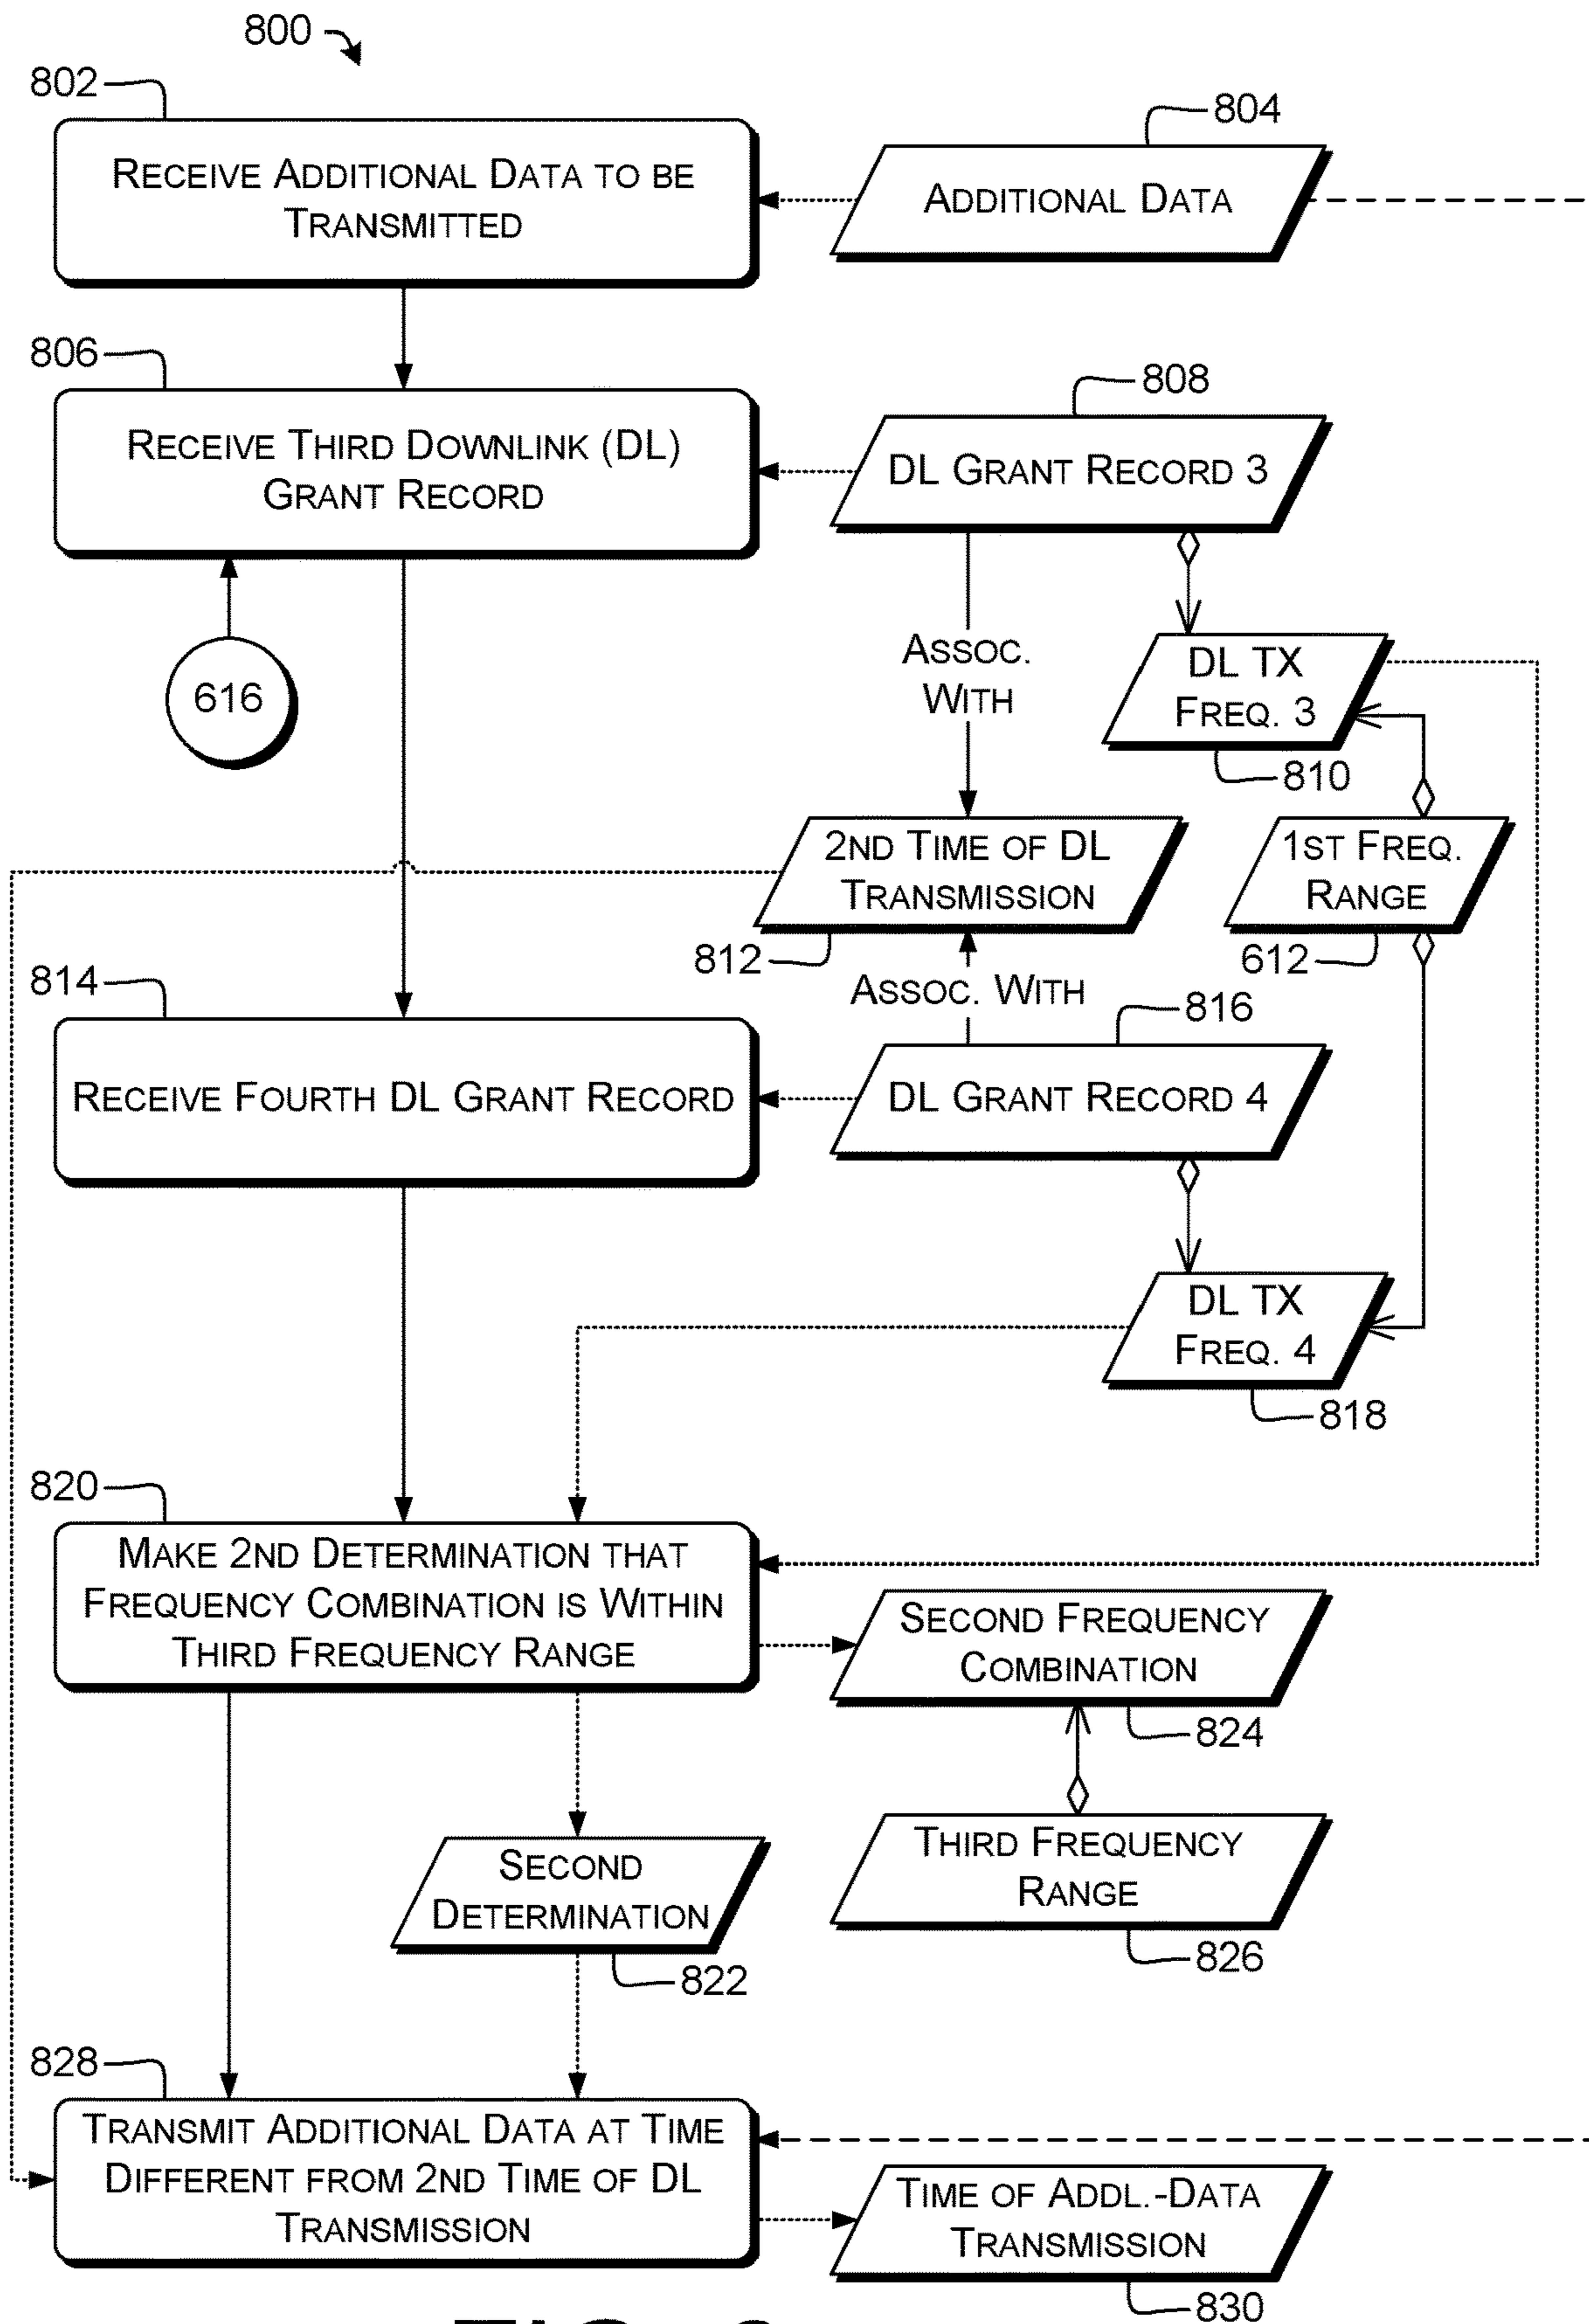 800
802
804
RECEIVE ADDITIONAL DATA TO BE
TRANSMITTED
ADDITIONAL DATA
806
808
RECEIVE THIRD DOWNLINK (DL)
GRANT RECORD
DL GRANT RECORD 3
616
ASSOC.
WITH
DL TX
FREQ. 3
810
2ND TIME OF DL
TRANSMISSION
812
1ST FREQ.
RANGE
612
ASSOC. WITH
814
816
RECEIVE FOURTH DL GRANT RECORD
DL GRANT RECORD 4
DL TX
FREQ. 4
818
820
MAKE 2ND DETERMINATION THAT
FREQUENCY COMBINATION IS WITHIN
THIRD FREQUENCY RANGE
SECOND FREQUENCY
COMBINATION
824
SECOND
DETERMINATION
822
THIRD FREQUENCY
RANGE
826
828
TRANSMIT ADDITIONAL DATA AT TIME
DIFFERENT FROM 2ND TIME OF DL
TRANSMISSION
TIME OF ADDL.-DATA
TRANSMISSION
830